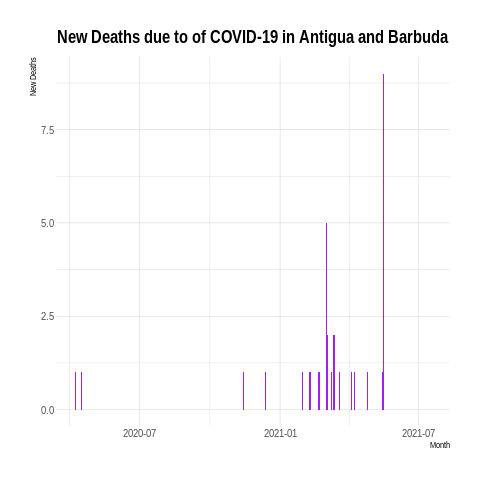 New Deaths due to of COVID-19 in Antigua and Barbuda
New Deaths
7.5
5.0
2.5
0.0
2020-07 2021-01 2021-07
Month